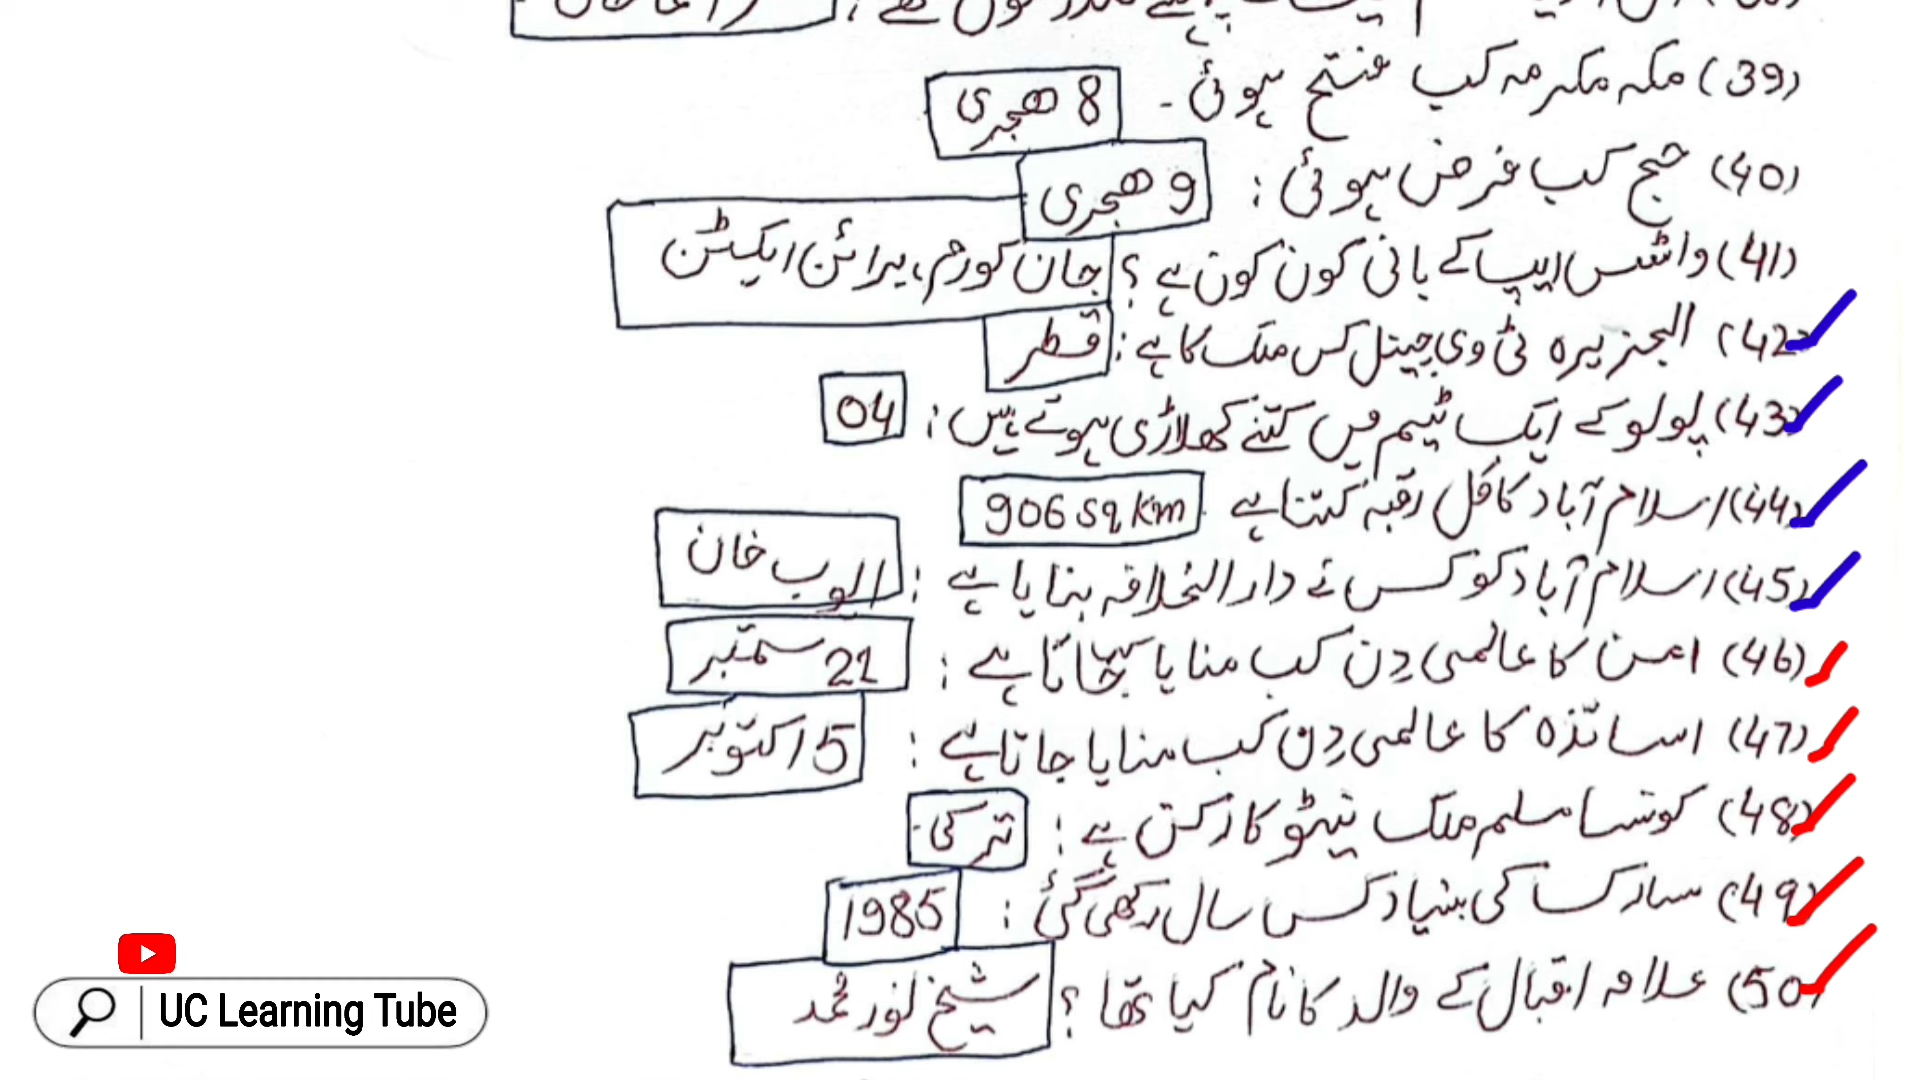 (39) مکہ مکرمہ کب فتح ہوئی - 8 ھجری
(40) حج کب فرض ہوئی : 9 ھجری
(41) واٹس ایپ کے بانی کون کون ہے ؟ جان کورم، برائن ایکٹن
(42) الجزیرہ ٹی وی چینل کس ملک کا ہے : قطر
(43) پولو کے ایک ٹیم میں کتنے کھلاڑی ہوتے ہیں : 04
(44) اسلام آباد کا کل رقبہ کتنا ہے 906 sq km
(45) اسلام آباد کو کس نے دارالخلافہ بنایا ہے : ایوب خان
(46) امن کا عالمی دِن کب منایا جاتا ہے : 21 ستمبر
(47) اساتذہ کا عالمی دِن کب منایا جاتا ہے : 5 اکتوبر
(48) کونسا مسلم ملک نیٹو کا رُکن ہے : ترکی
(49) سارک کی بنیاد کس سال رکھی گئی : 1985
(50) علامہ اقبال کے والد کا نام کیا تھا ؟ شیخ نور محمد
UC Learning Tube